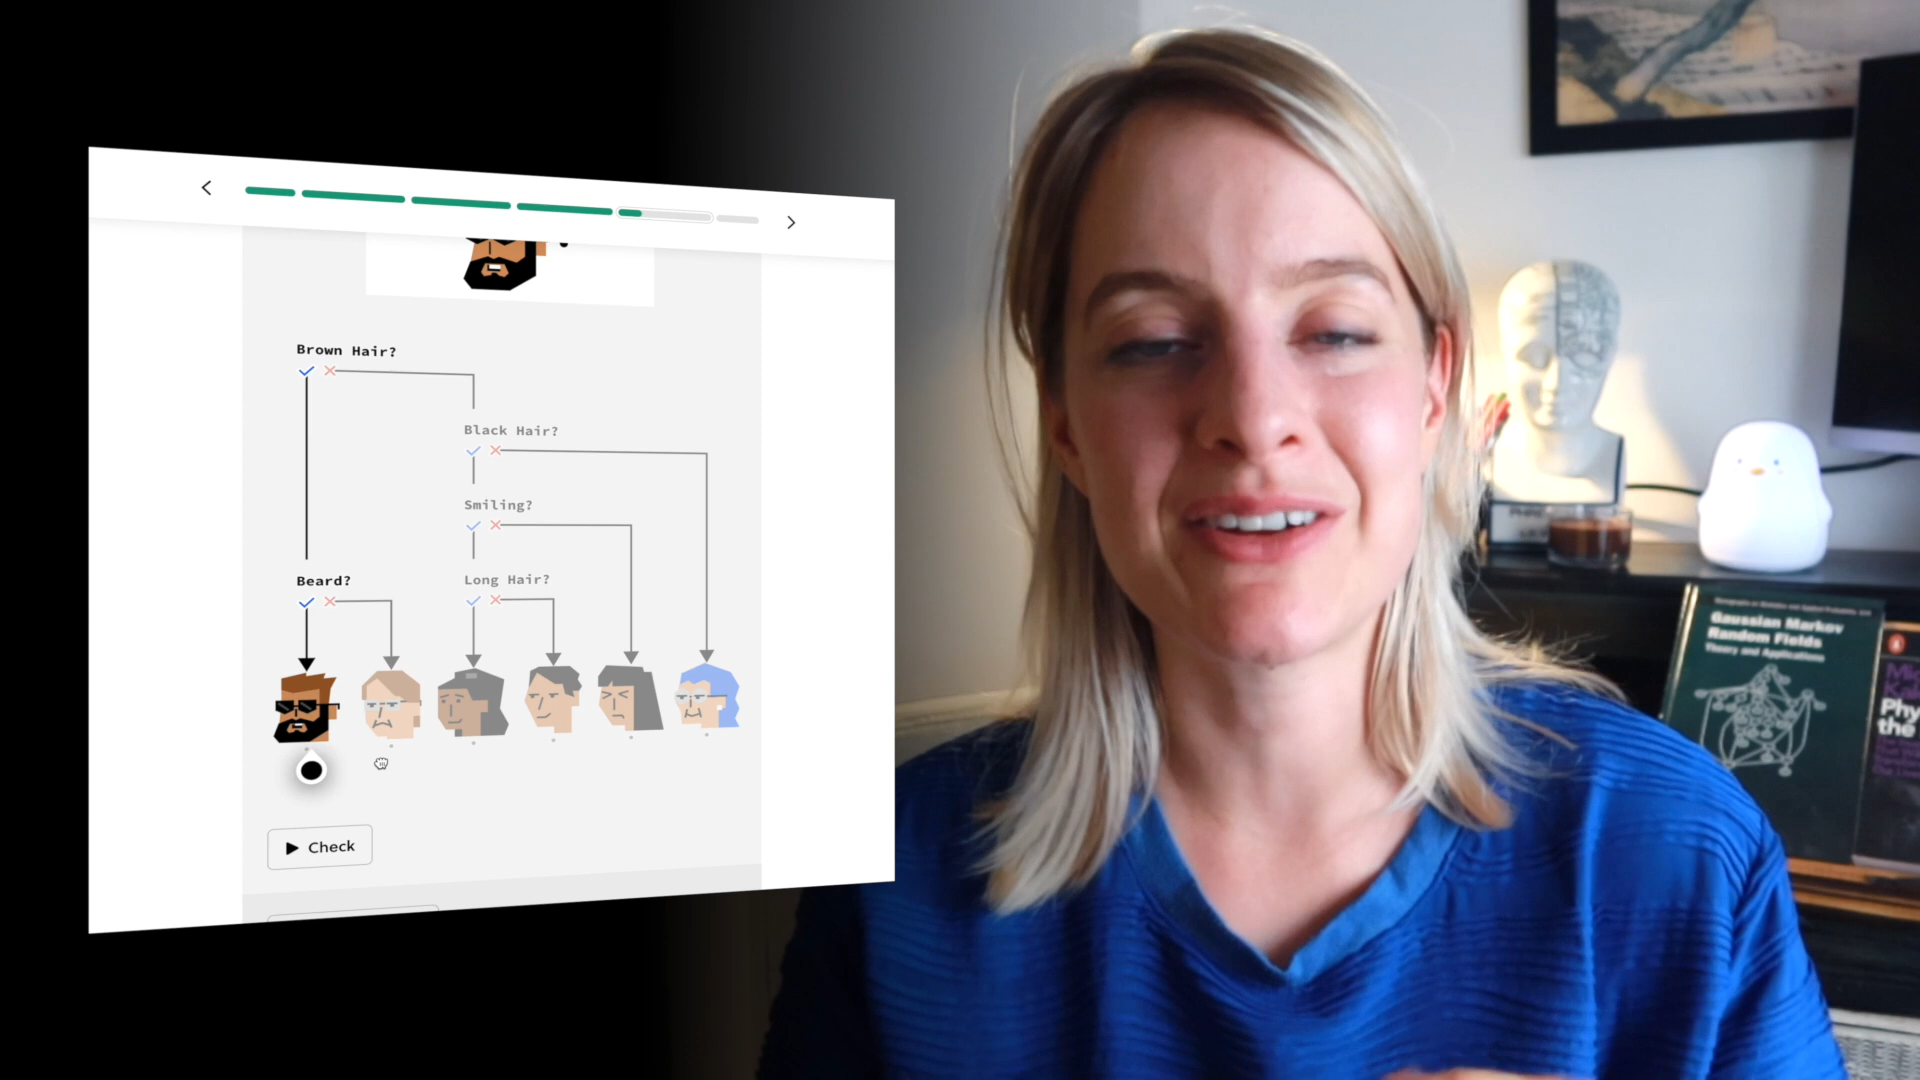 Brown Hair?
Black Hair?
Smiling?
Beard?
Long Hair?
Check
Gaussian Markov
Random Fields
Theory and Applications
Phy
the